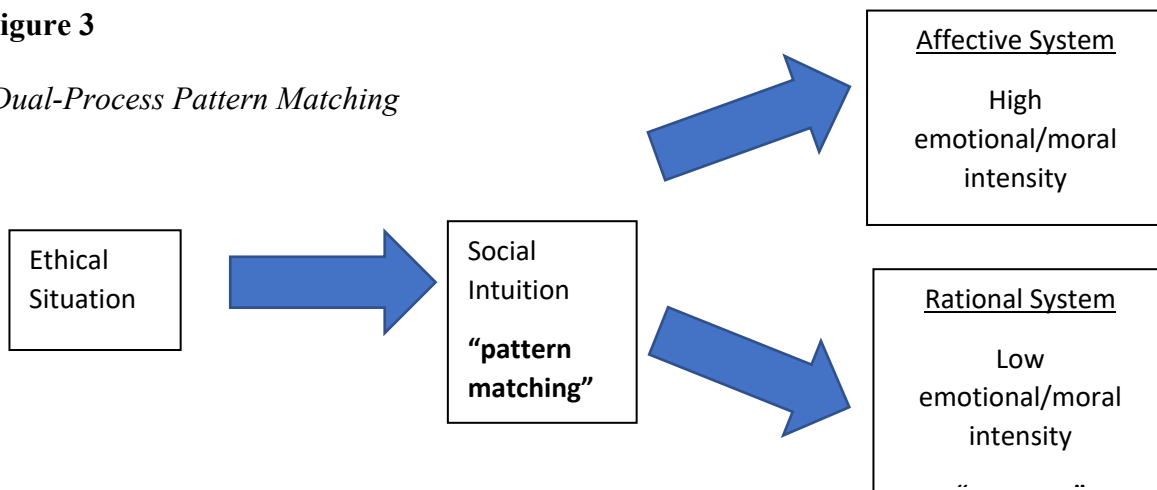 igure 3
Dual-Process Pattern Matching
Ethical
Situation
Social
Intuition
“pattern
matching”
Affective System
High
emotional/moral
intensity
Rational System
Low
emotional/moral
intensity